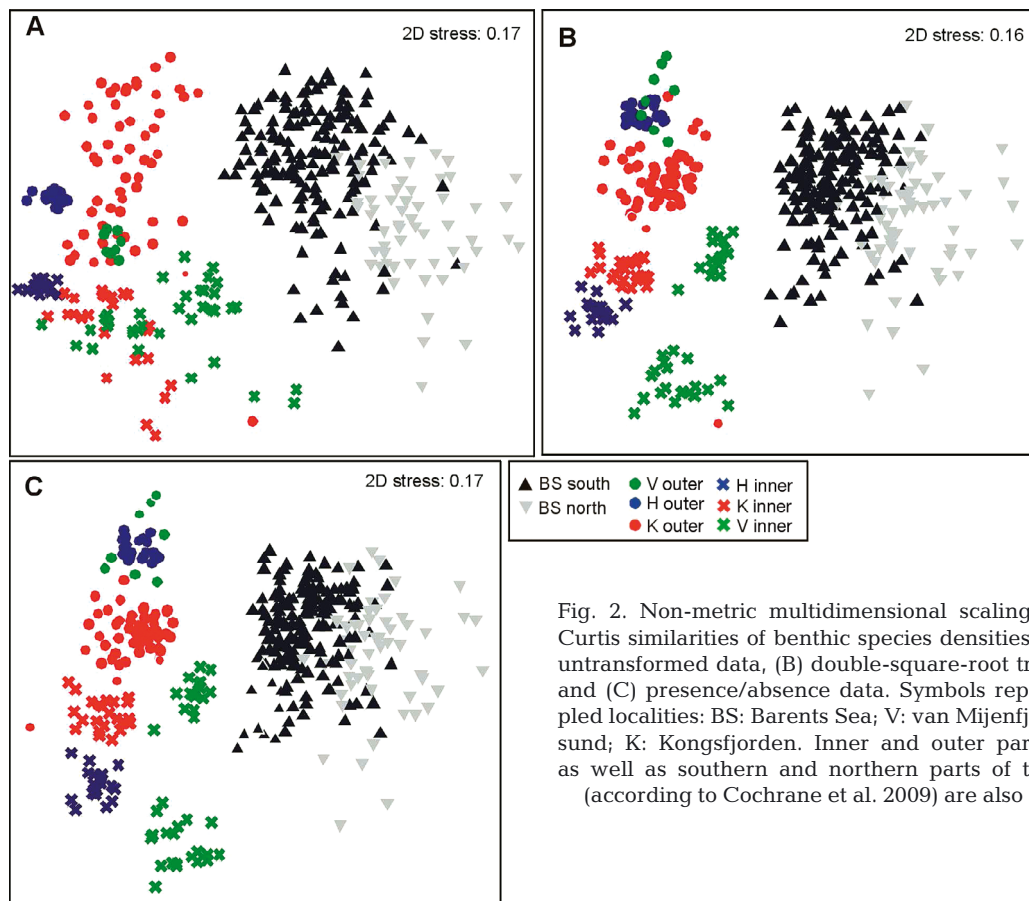 A
2D stress: 0.17
B
2D stress: 0.16
C
2D stress: 0.17
BS south
BS north
V outer
H outer
K outer
H inner
K inner
V inner
Fig. 2. Non-metric multidimensional scaling
Curtis similarities of benthic species densities
untransformed data, (B) double-square-root tr
and (C) presence/absence data. Symbols rep
pled localities: BS: Barents Sea; V: van Mijenfj
sund; K: Kongsfjorden. Inner and outer par
as well as southern and northern parts of t
(according to Cochrane et al. 2009) are also